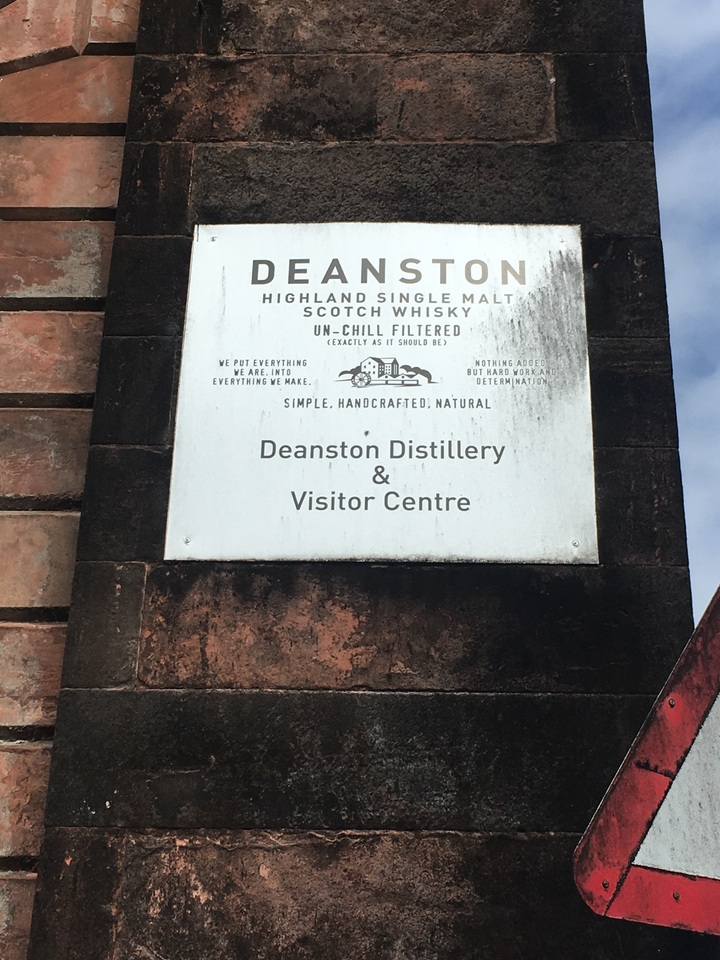 DEANSTON
HIGHLAND SINGLE MALT
SCOTCH WHISKY
UN-CHILL FILTERED
(EXACTLY AS IT SHOULD BE)
WE PUT EVERYTHING
WE ARE, INTO
EVERYTHING WE MAKE.
NOTHING ADDED
BUT HARD WORK AND
DETERMINATION.
SIMPLE, HANDCRAFTED, NATURAL
Deanston Distillery
&
Visitor Centre